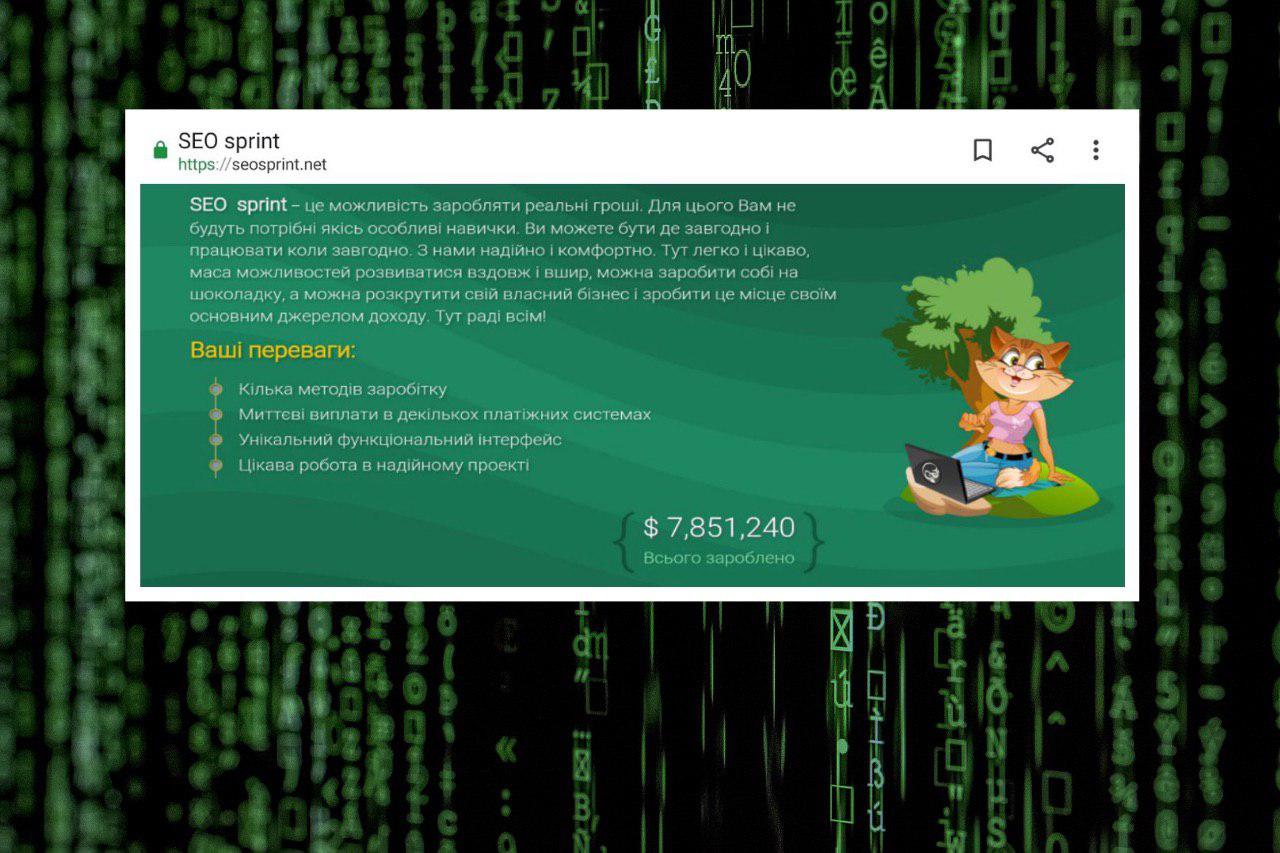 SEO sprint
https://seosprint.net
SEO sprint – це можливість заробляти реальні гроші. Для цього Вам не
будуть потрібні якісь особливі навички. Ви можете бути де завгодно і
працювати коли завгодно. З нами надійно і комфортно. Тут легко і цікаво,
маса можливостей розвиватися вздовж і вшир, можна заробити собі на
шоколадку, а можна розкрутити свій власний бізнес і зробити це місце своїм
основним джерелом доходу. Тут раді всім!
Ваші переваги:
Кілька методів заробітку
Миттєві виплати в декількох платіжних системах
Унікальний функціональний інтерфейс
Цікава робота в надійному проекті
{ $ 7,851,240 }
Всього зароблено